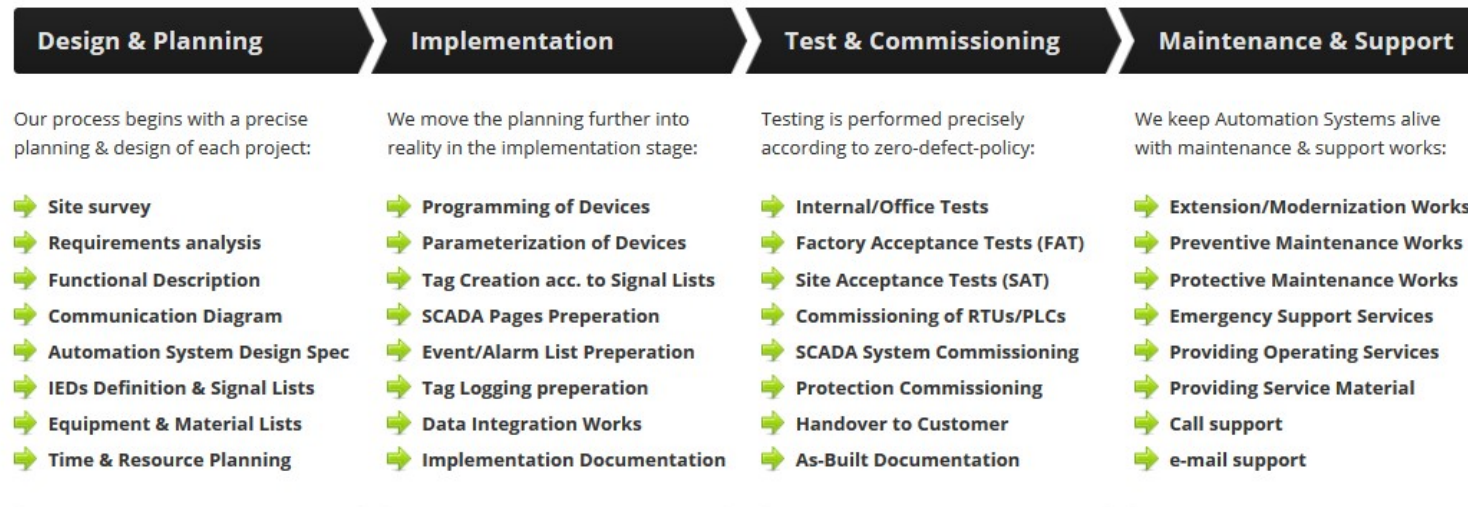 Design & Planning
Our process begins with a precise
planning & design of each project:
Site survey
Requirements analysis
Functional Description
Communication Diagram
Automation System Design Spec
IEDs Definition & Signal Lists
Equipment & Material Lists
Time & Resource Planning
Implementation
We move the planning further into
reality in the implementation stage:
Programming of Devices
Parameterization of Devices
Tag Creation acc. to Signal Lists
SCADA Pages Preperation
Event/Alarm List Preperation
Tag Logging preperation
Data Integration Works
Implementation Documentation
Test & Commissioning
Testing is performed precisely
according to zero-defect-policy:
Internal/Office Tests
Factory Acceptance Tests (FAT)
Site Acceptance Tests (SAT)
Commissioning of RTUs/PLCs
SCADA System Commissioning
Protection Commissioning
Handover to Customer
As-Built Documentation
Maintenance & Support
We keep Automation Systems alive
with maintenance & support works:
Extension/Modernization Works
Preventive Maintenance Works
Protective Maintenance Works
Emergency Support Services
Providing Operating Services
Providing Service Material
Call support
e-mail support